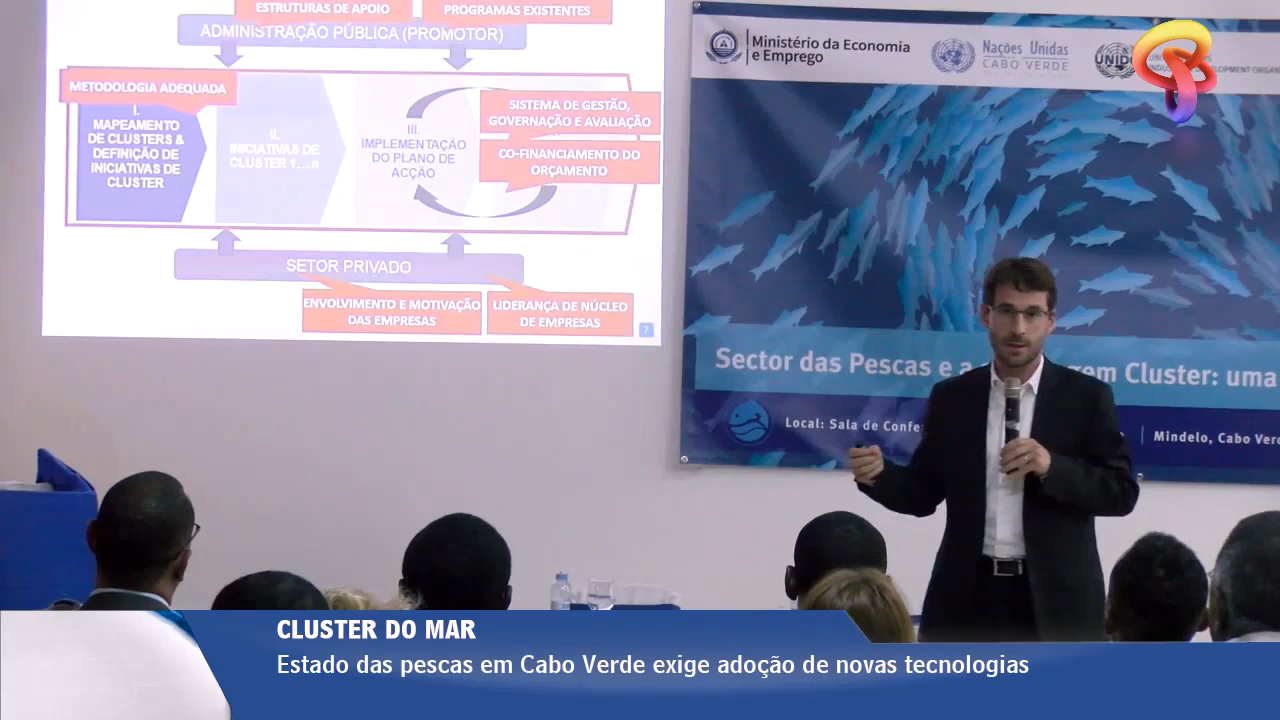 ESTRUTURAS DE APOIO
PROGRAMAS EXISTENTES
ADMINISTRAÇÃO PÚBLICA (PROMOTOR)
METODOLOGIA ADEQUADA
I.
MAPEAMENTO
DE CLUSTERS &
DEFINIÇÃO DE
INICIATIVAS DE
CLUSTER
II.
INICIATIVAS DE
CLUSTER 1....n
III.
IMPLEMENTAÇÃO
DO PLANO DE
ACÇÃO
SISTEMA DE GESTÃO,
GOVERNAÇÃO E AVALIAÇÃO
CO-FINANCIAMENTO DO
ORÇAMENTO
SETOR PRIVADO
ENVOLVIMENTO E MOTIVAÇÃO
DAS EMPRESAS
LIDERANÇA DE NÚCLEO
DE EMPRESAS
7
Ministério da Economia
e Emprego
Nações Unidas
CABO VERDE
UNIDO
Sector das Pescas e a
Cluster: uma
Local: Sala de
Mindelo, Cabo
CLUSTER DO MAR
Estado das pescas em Cabo Verde exige adoção de novas tecnologias